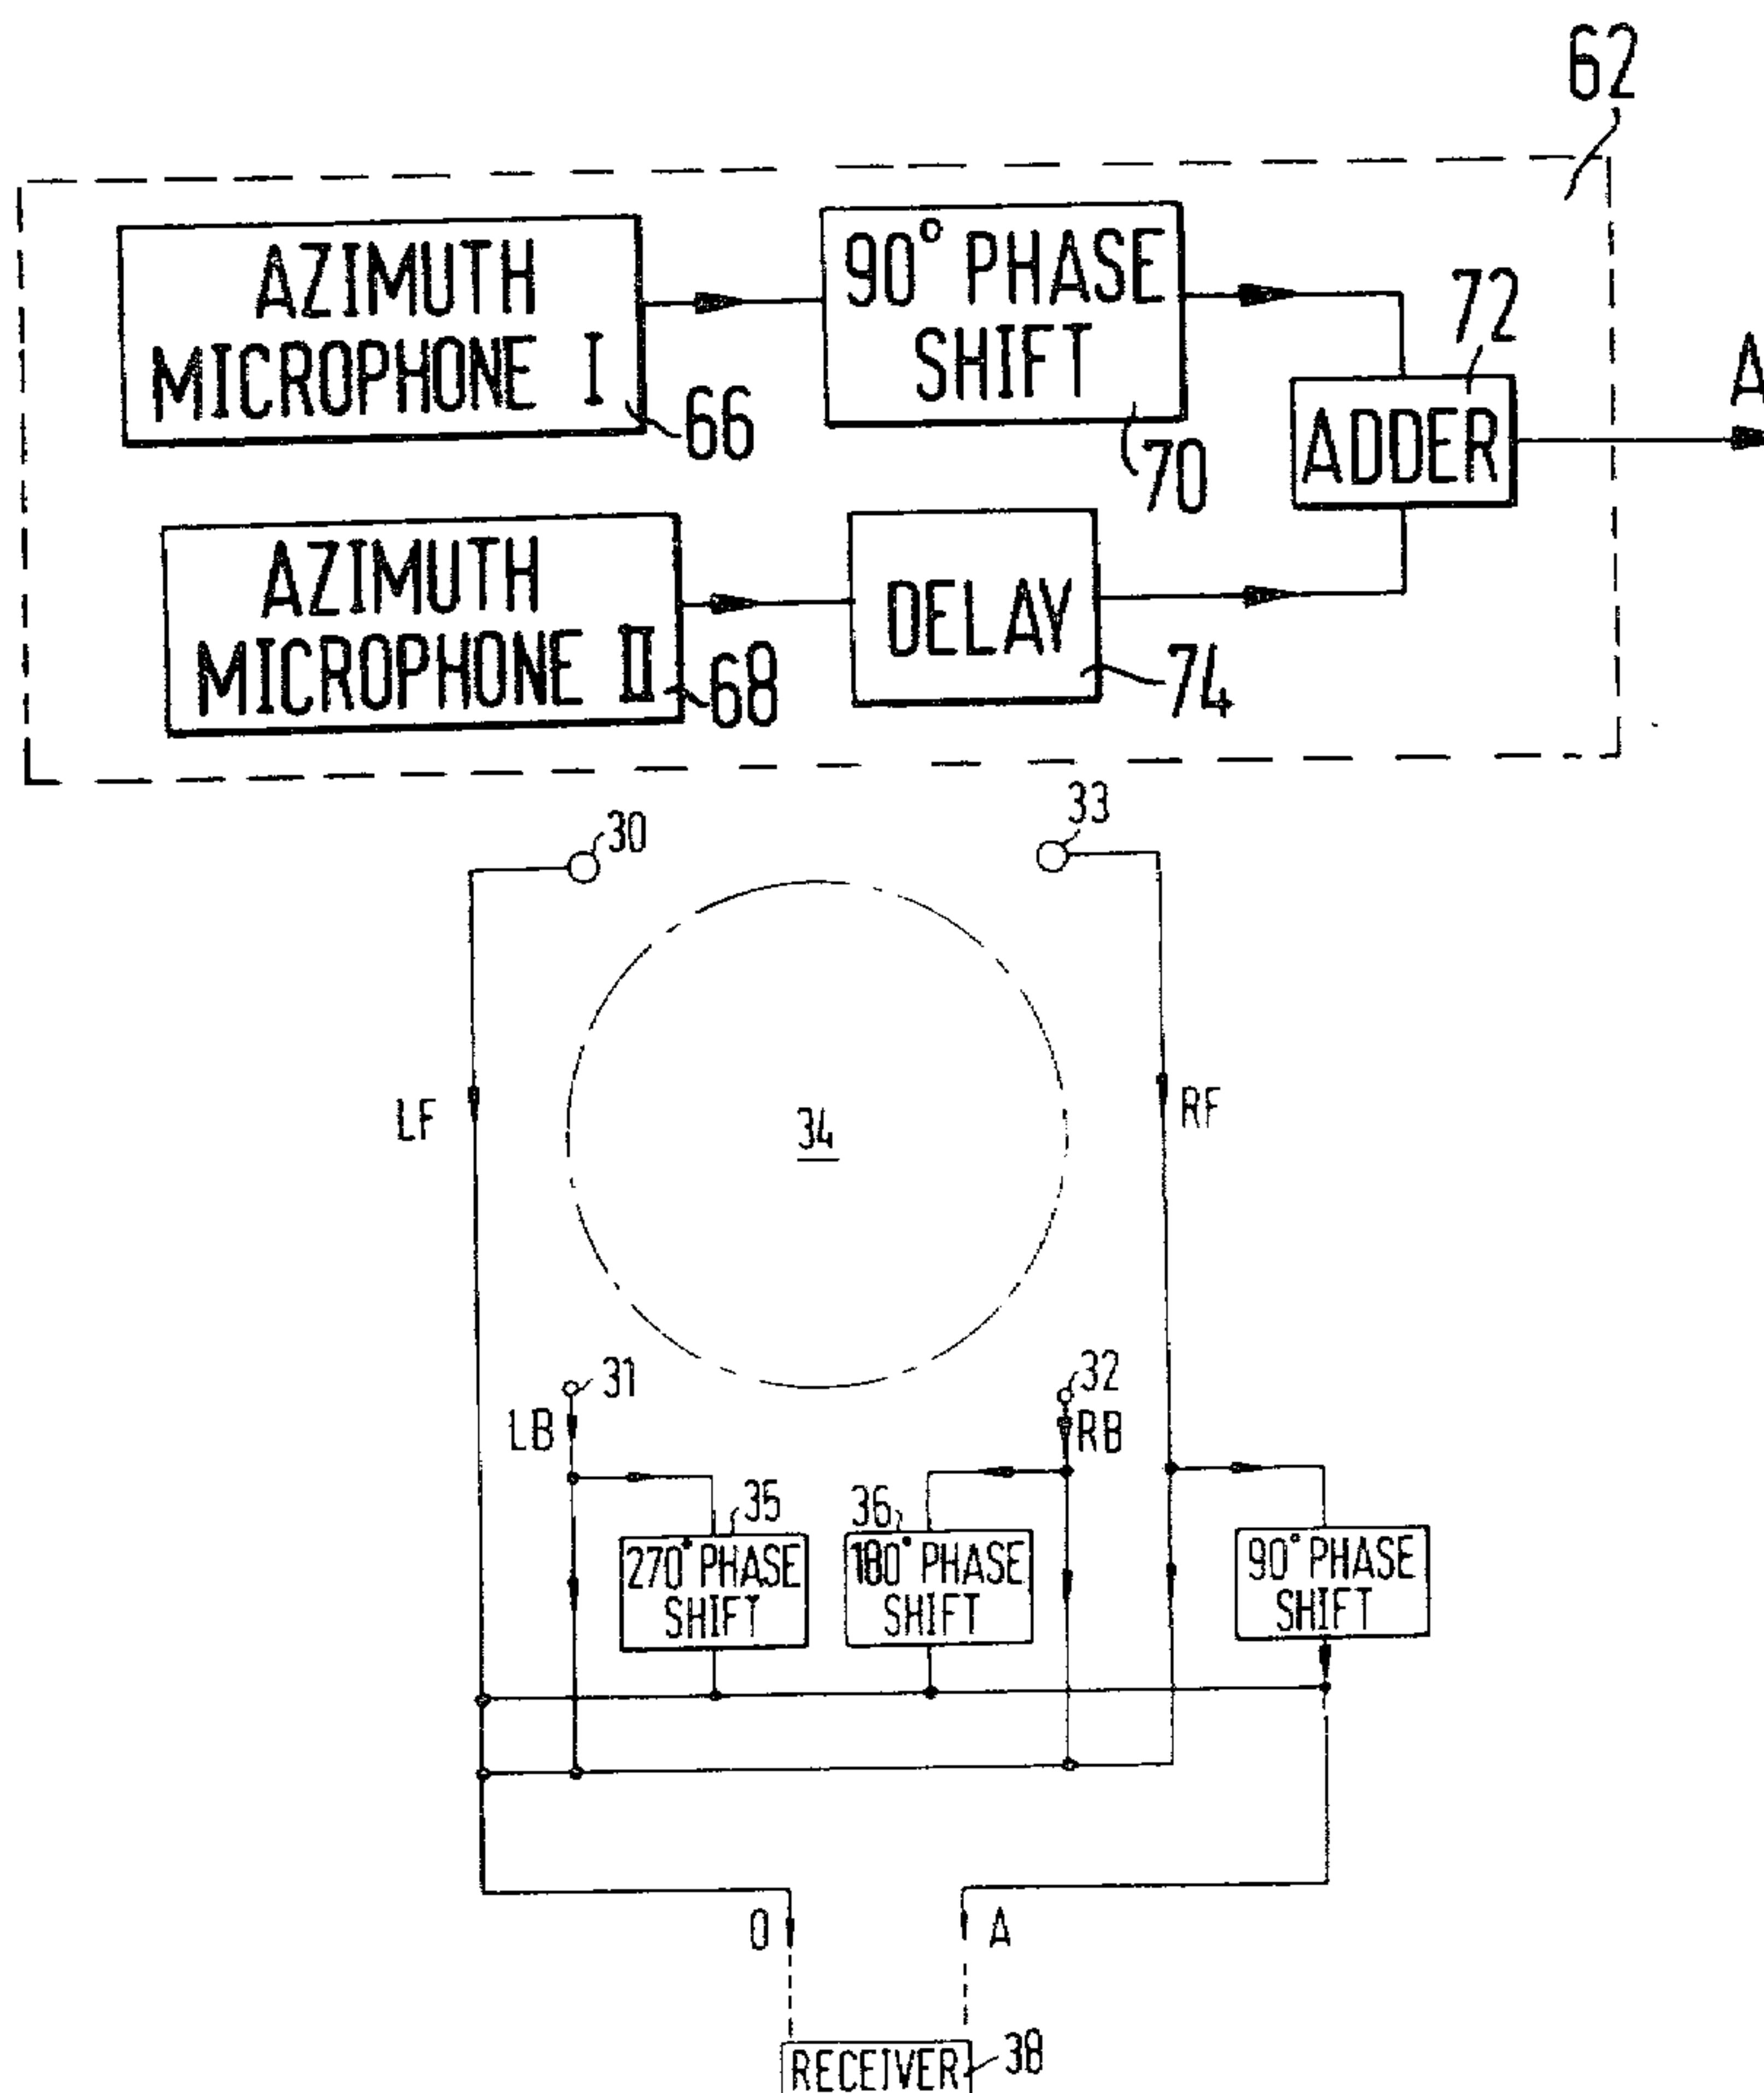 62
AZIMUTH
MICROPHONE I
66
90° PHASE
SHIFT
70
72
ADDER
A
AZIMUTH
MICROPHONE II
68
DELAY
74
30
33
LF
34
RF
31
32
LB
RB
35
36
270° PHASE
SHIFT
180° PHASE
SHIFT
90° PHASE
SHIFT
O
A
RECEIVER
38